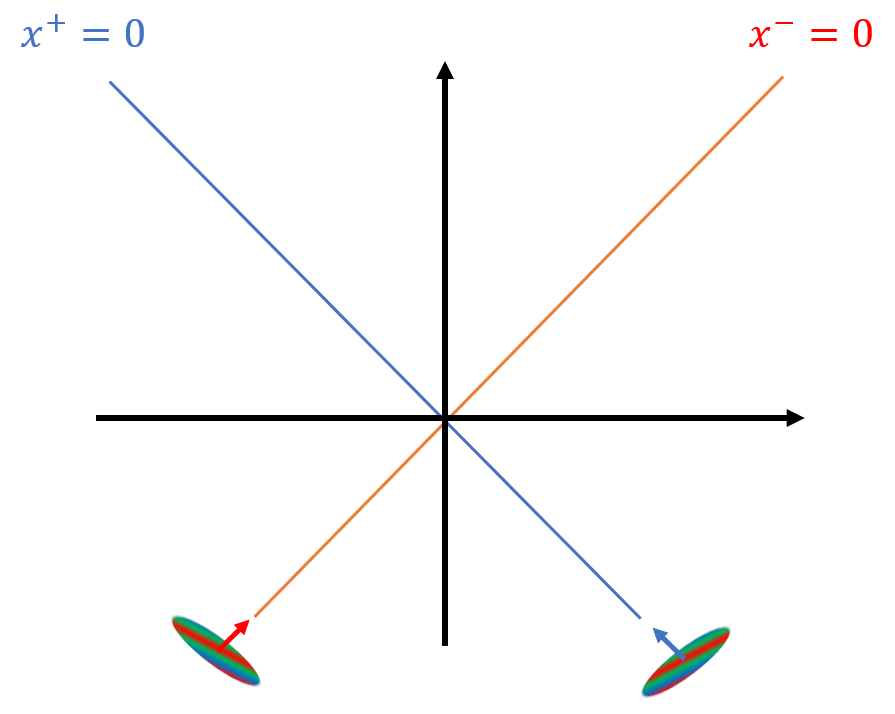 x⁺ = 0
x⁻ = 0